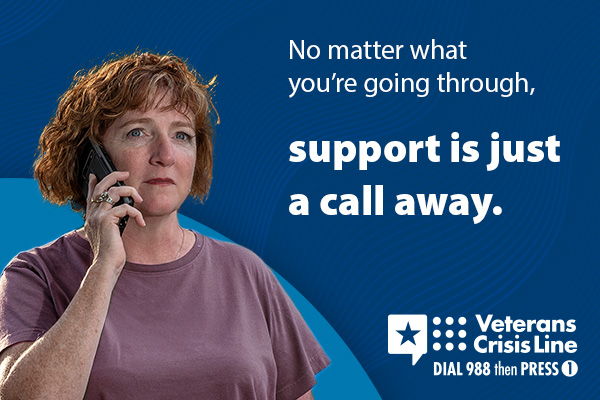 No matter what
you’re going through,
support is just
a call away.
Veterans
Crisis Line
DIAL 988 then PRESS 1